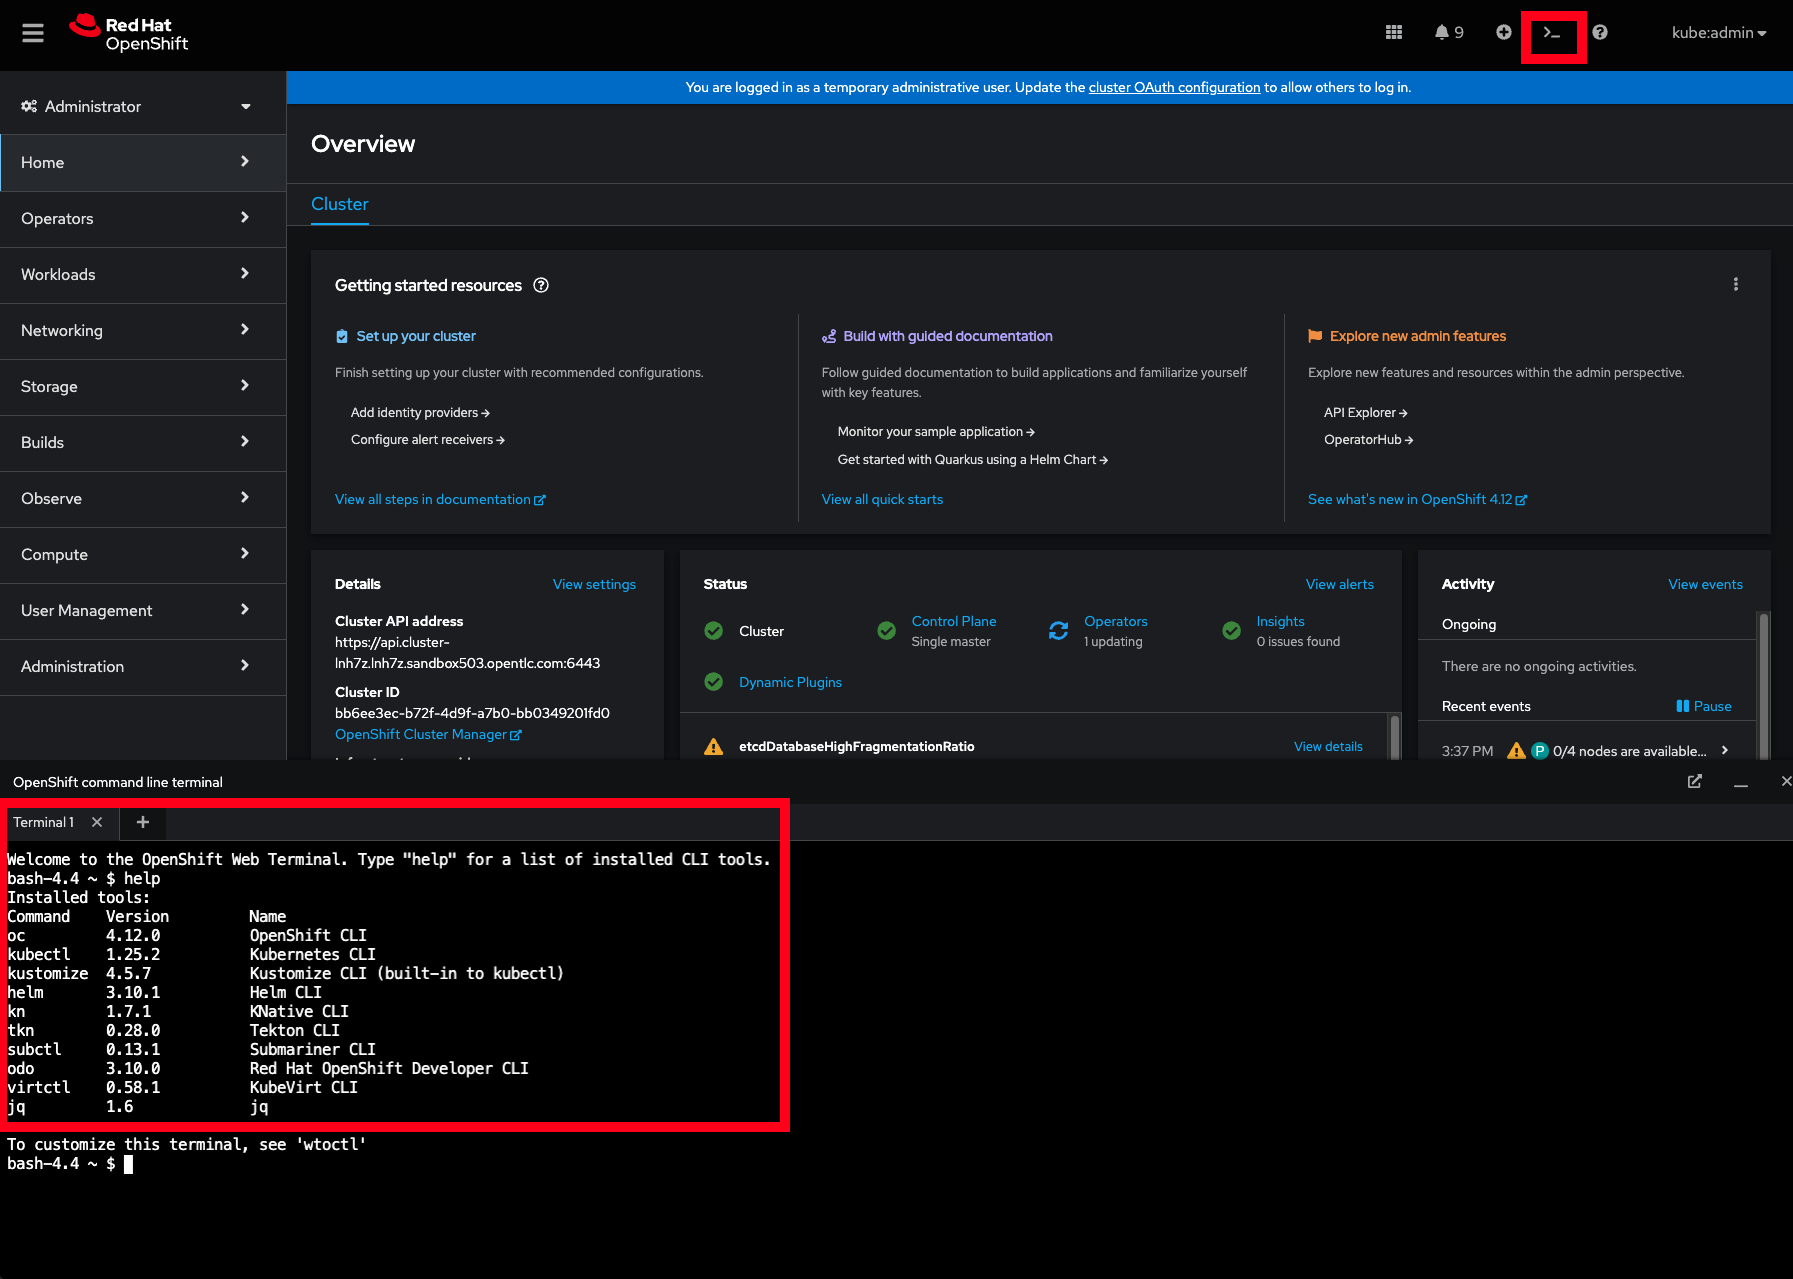 Red Hat
OpenShift
9
kube:admin
You are logged in as a temporary administrative user. Update the cluster OAuth configuration to allow others to log in.
Administrator
Home
Operators
Workloads
Networking
Storage
Builds
Observe
Compute
User Management
Administration
Overview
Cluster
Getting started resources
Set up your cluster
Finish setting up your cluster with recommended configurations.
Add identity providers
Configure alert receivers
View all steps in documentation
Build with guided documentation
Follow guided documentation to build applications and familiarize yourself
with key features.
Monitor your sample application
Get started with Quarkus using a Helm Chart
View all quick starts
Explore new admin features
Explore new features and resources within the admin perspective.
API Explorer
OperatorHub
See what's new in OpenShift 4.12
Details
View settings
Cluster API address
https://api.cluster-
lnh7z.lnh7z.sandbox503.opentlc.com:6443
Cluster ID
bb6ee3ec-b72f-4d9f-a7b0-bb0349201fd0
OpenShift Cluster Manager
Status
View alerts
Cluster
Control Plane
Single master
Operators
1 updating
Insights
0 issues found
Dynamic Plugins
etcdDatabaseHighFragmentationRatio
View details
Activity
View events
Ongoing
There are no ongoing activities.
Recent events
Pause
3:37 PM P 0/4 nodes are available...
OpenShift command line terminal
Terminal 1
Welcome to the OpenShift Web Terminal. Type "help" for a list of installed CLI tools.
bash-4.4 ~ $ help
Installed tools:
Command Version Name
oc 4.12.0 OpenShift CLI
kubectl 1.25.2 Kubernetes CLI
kustomize 4.5.7 Kustomize CLI (built-in to kubectl)
helm 3.10.1 Helm CLI
kn 1.7.1 KNative CLI
tkn 0.28.0 Tekton CLI
subctl 0.13.1 Submariner CLI
odo 3.10.0 Red Hat OpenShift Developer CLI
virtctl 0.58.1 KubeVirt CLI
jq 1.6 jq
To customize this terminal, see 'wtoctl'
bash-4.4 ~ $